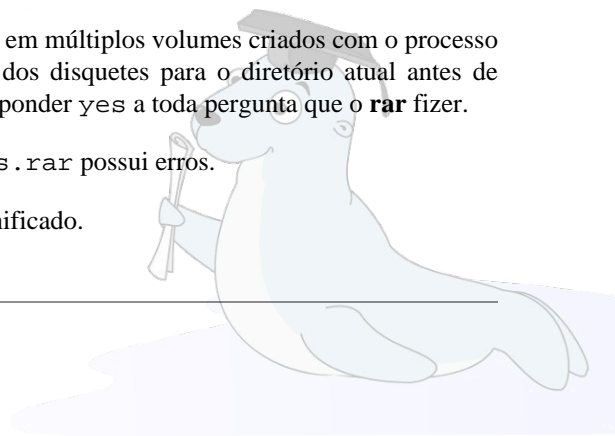 em múltiplos volumes criados com o processo
dos disquetes para o diretório atual antes de
ponder yes a toda pergunta que o rar fizer.
s.rar possui erros.
nificado.